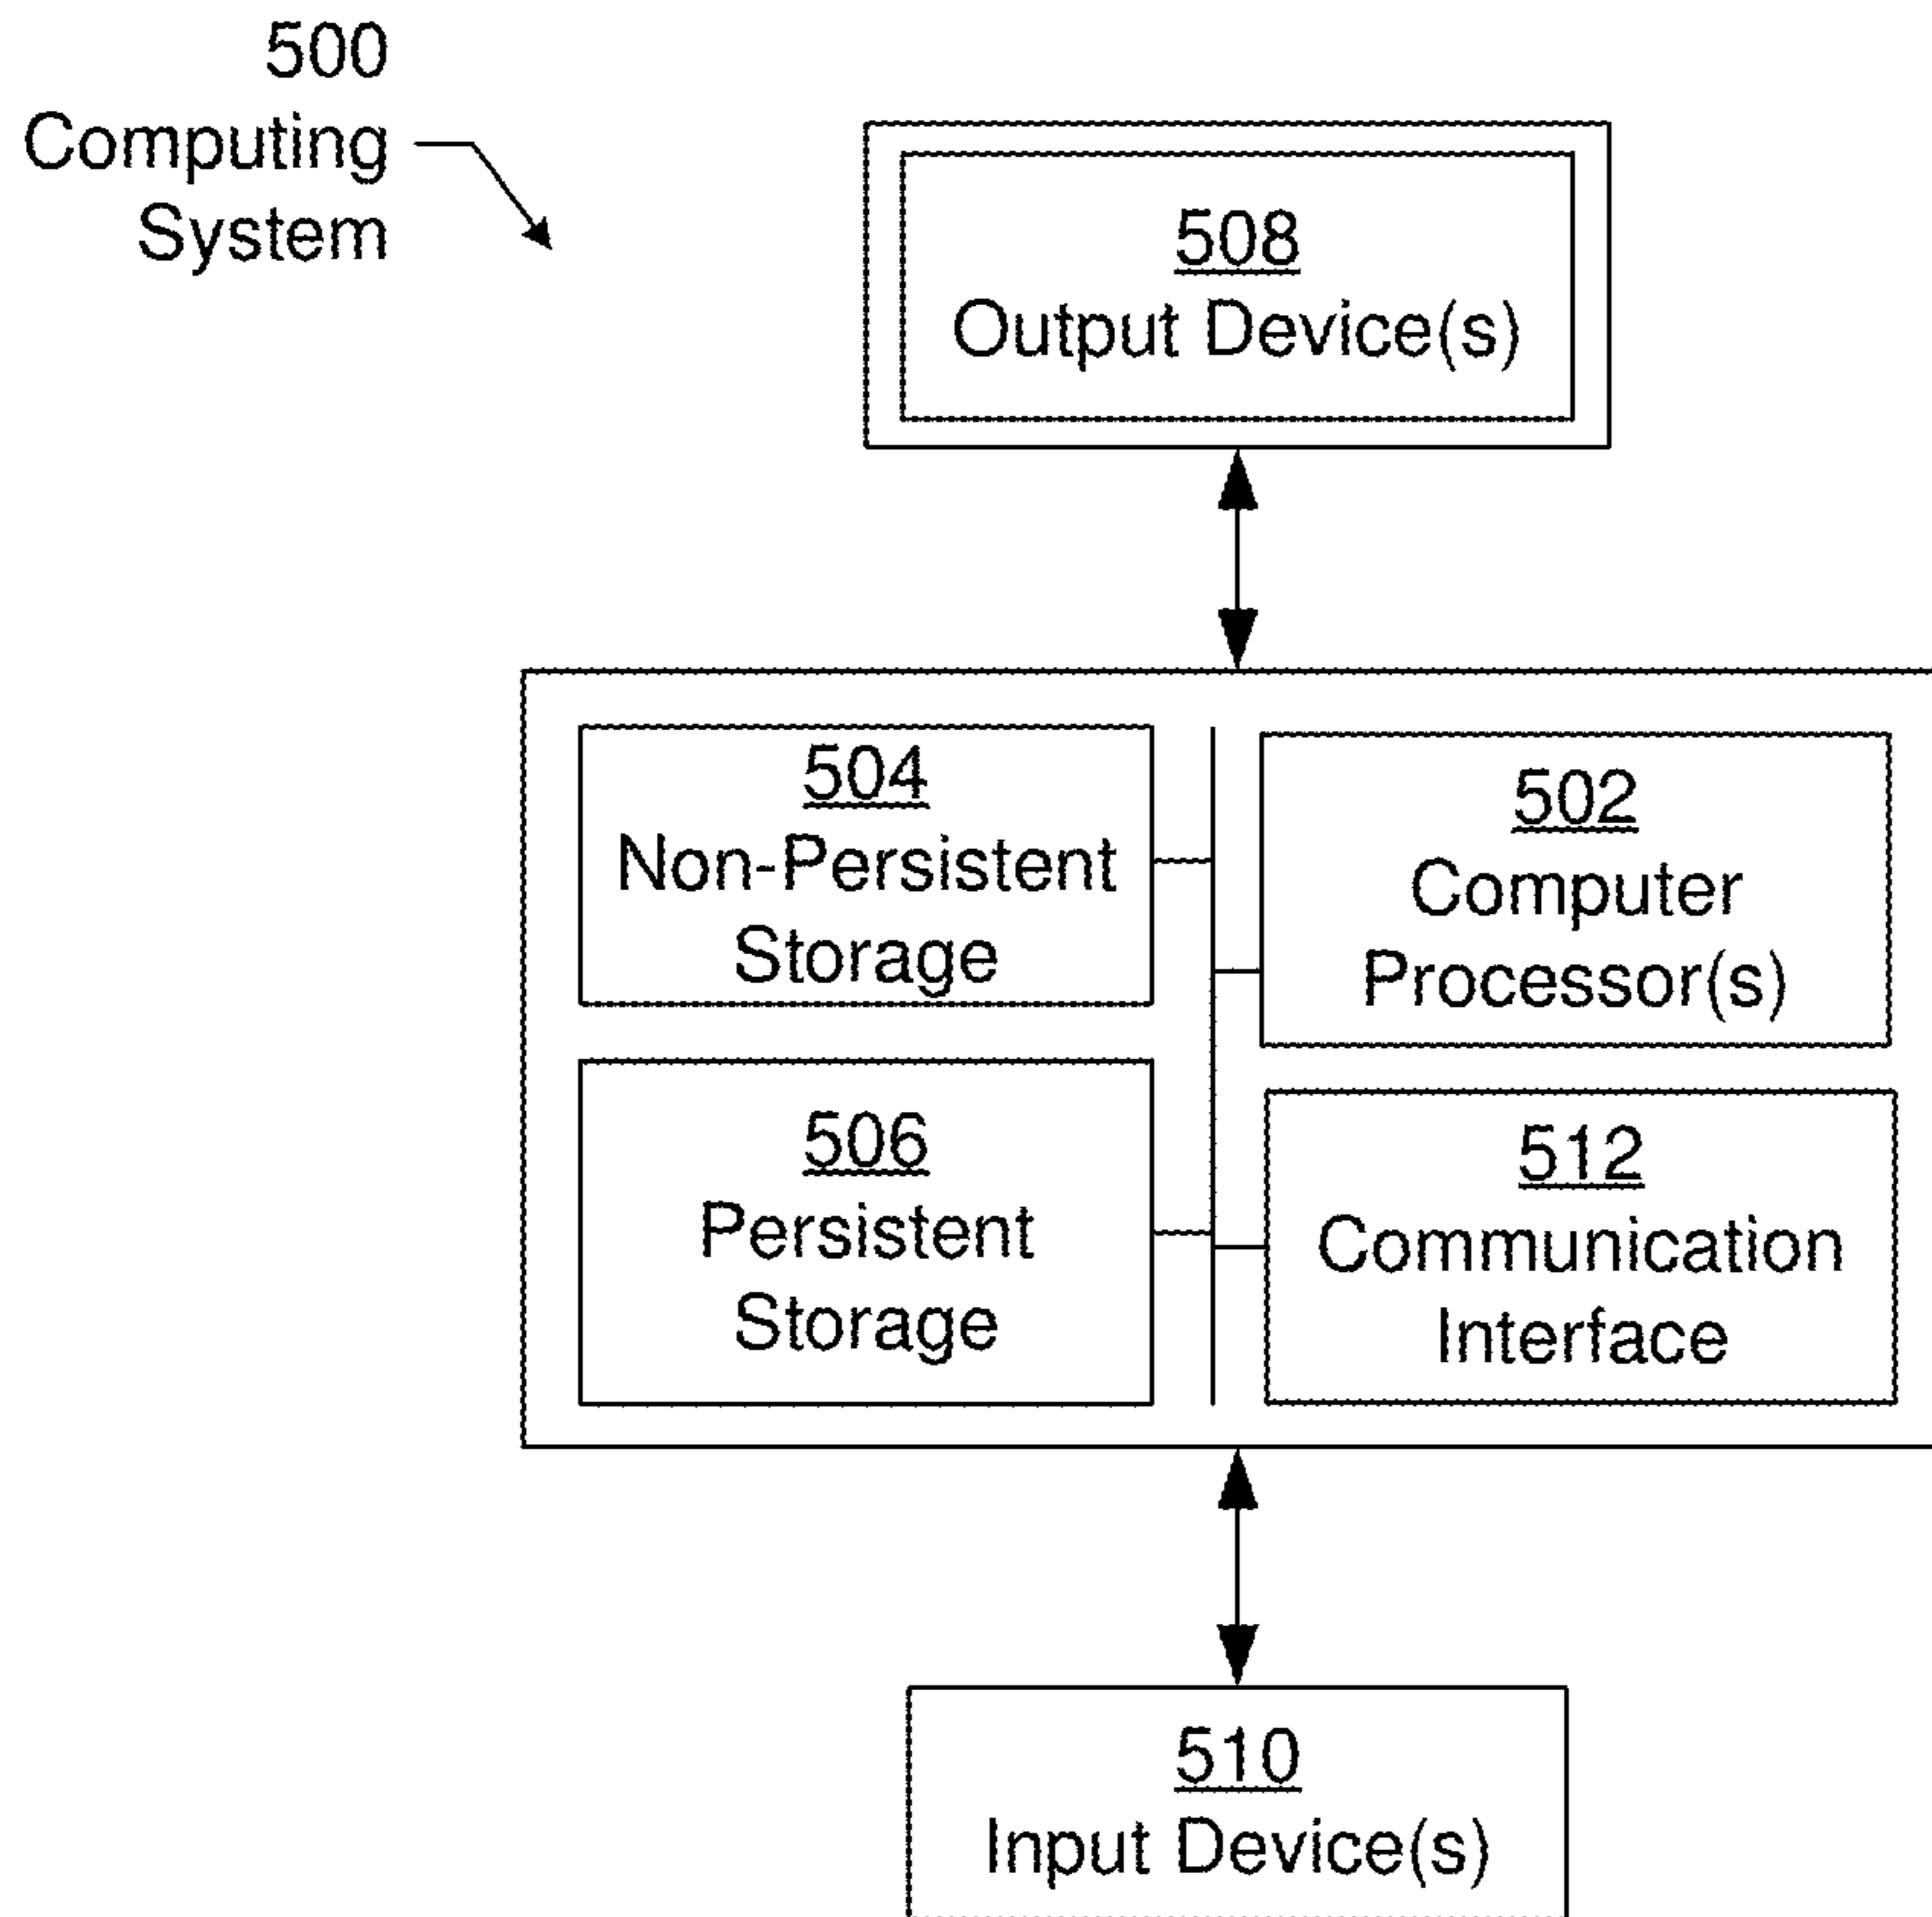 500
Computing
System
508
Output Device(s)
504
Non-Persistent
Storage
502
Computer
Processor(s)
506
Persistent
Storage
512
Communication
Interface
510
Input Device(s)